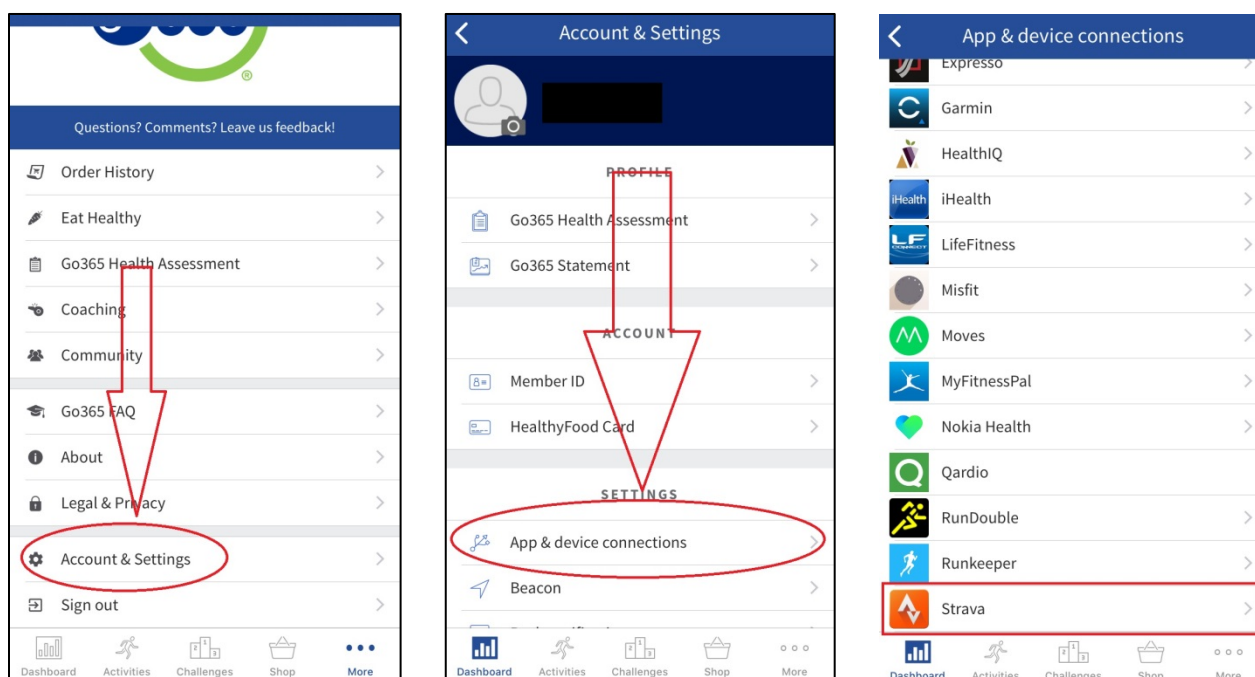 ®
Questions? Comments? Leave us feedback!
Order History
Eat Healthy
Go365 Health Assessment
Coaching
Community
Go365 FAQ
About
Legal & Privacy
Account & Settings
Sign out
Dashboard Activities Challenges Shop More
Account & Settings
PROFILE
Go365 Health Assessment
Go365 Statement
ACCOUNT
Member ID
HealthyFood Card
SETTINGS
App & device connections
Beacon
Dashboard Activities Challenges Shop More
App & device connections
Expresso
Garmin
HealthIQ
iHealth iHealth
LF CONNECT LifeFitness
Misfit
Moves
MyFitnessPal
Nokia Health
Qardio
RunDouble
Runkeeper
Strava
Dashboard Activities Challenges Shop More